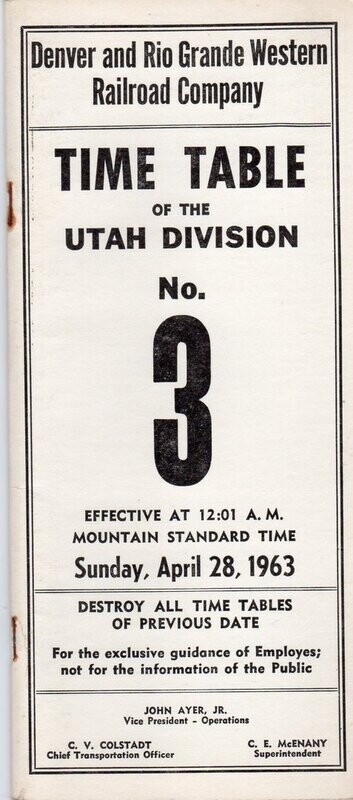 Denver and Rio Grande Western
Railroad Company
TIME TABLE
OF THE
UTAH DIVISION
No.
3
EFFECTIVE AT 12:01 A. M.
MOUNTAIN STANDARD TIME
Sunday, April 28, 1963
DESTROY ALL TIME TABLES
OF PREVIOUS DATE
For the exclusive guidance of Employes;
not for the information of the Public
JOHN AYER, JR.
Vice President - Operations
C. V. COLSTADT
Chief Transportation Officer
C. E. McENANY
Superintendent